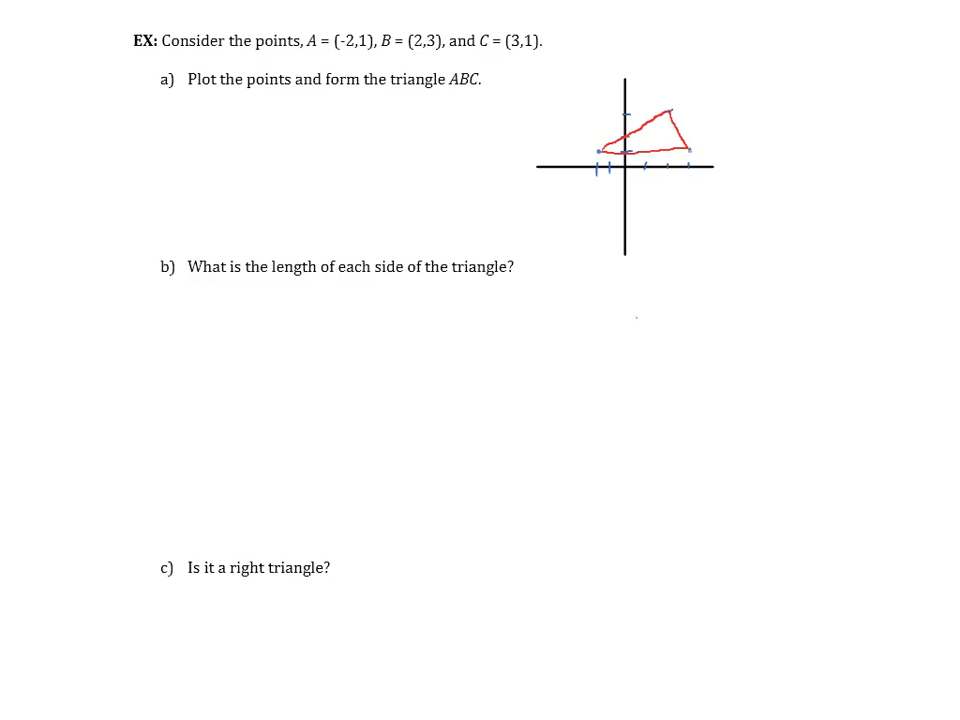 EX: Consider the points, A = (-2,1), B = (2,3), and C = (3,1).
a) Plot the points and form the triangle ABC.
b) What is the length of each side of the triangle?
c) Is it a right triangle?